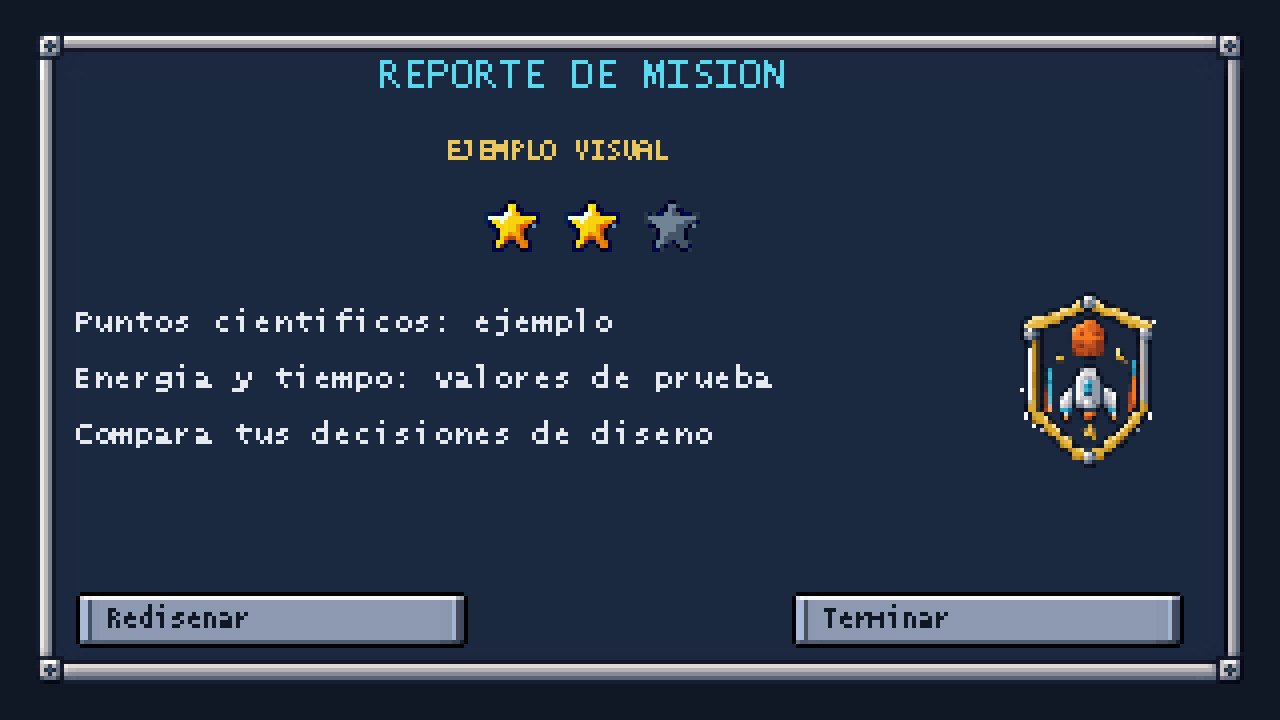 REPORTE DE MISION
EJEMPLO VISUAL
Puntos cientificos: ejemplo
Energia y tiempo: valores de prueba
Compara tus decisiones de diseno
Redisenar
Terminar